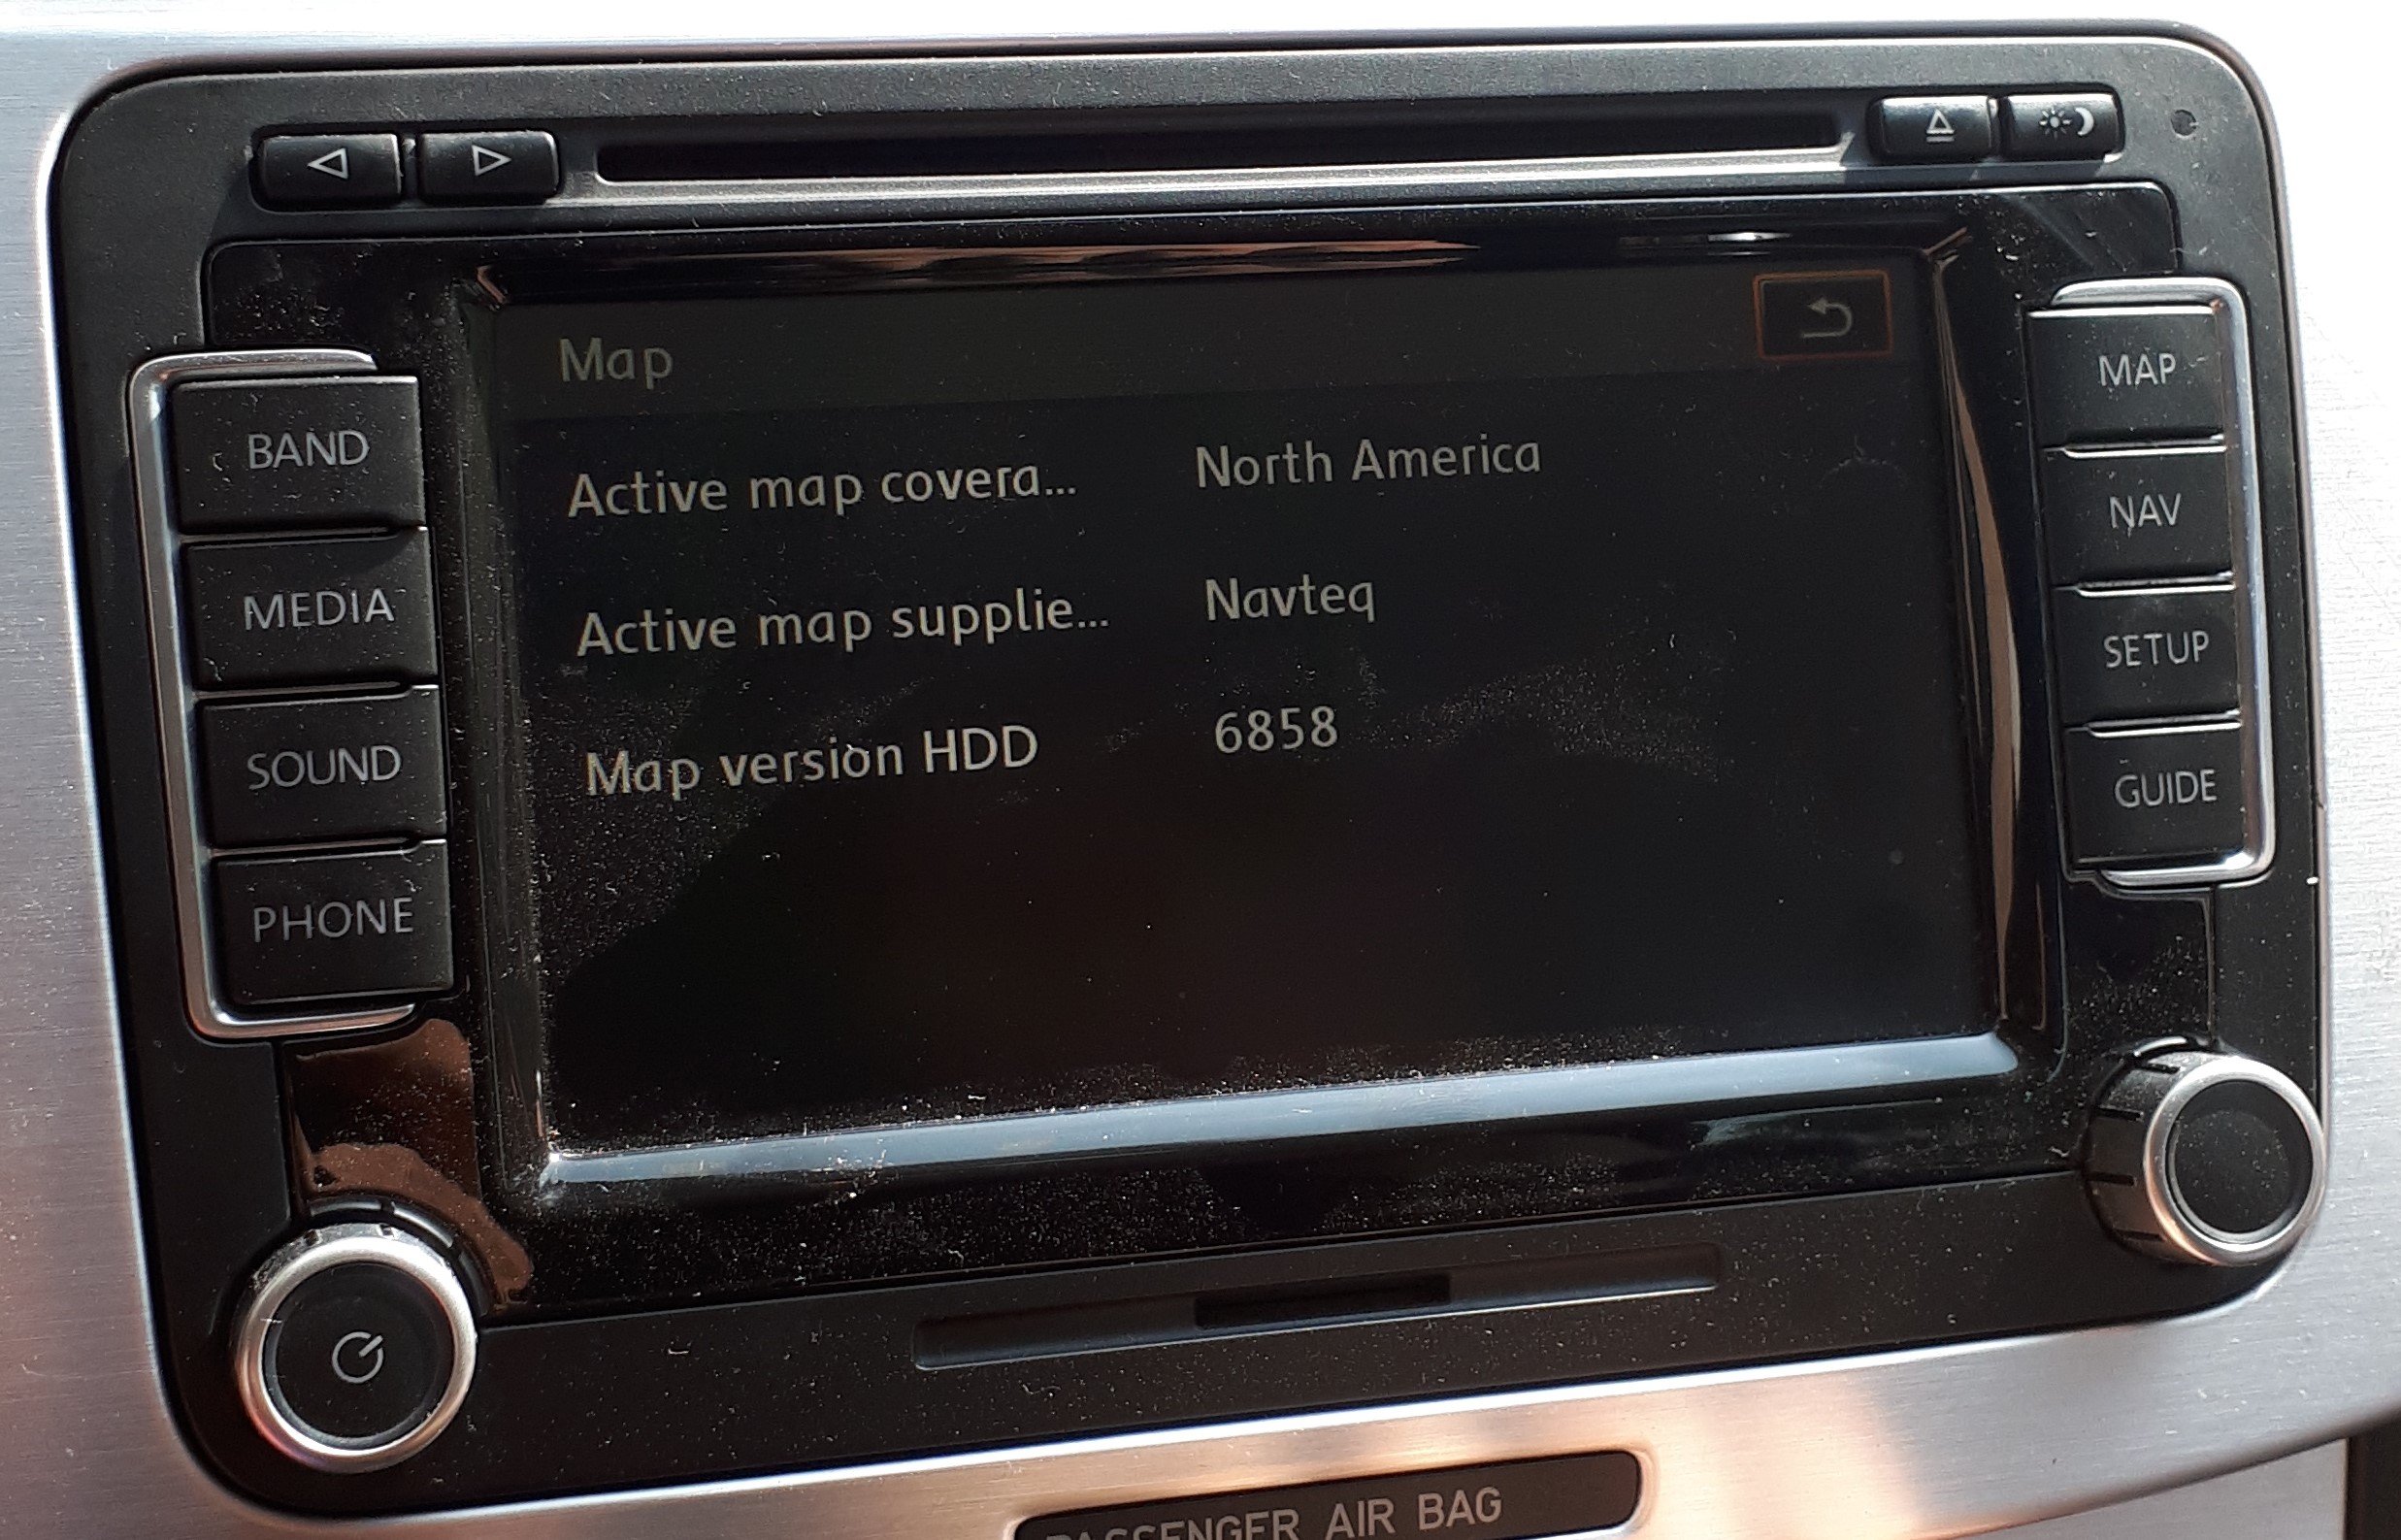 Map
BAND
MEDIA
SOUND
PHONE
Active map covera... North America
Active map supplie... Navteq
Map version HDD 6858
MAP
NAV
SETUP
GUIDE
PASSENGER AIR BAG